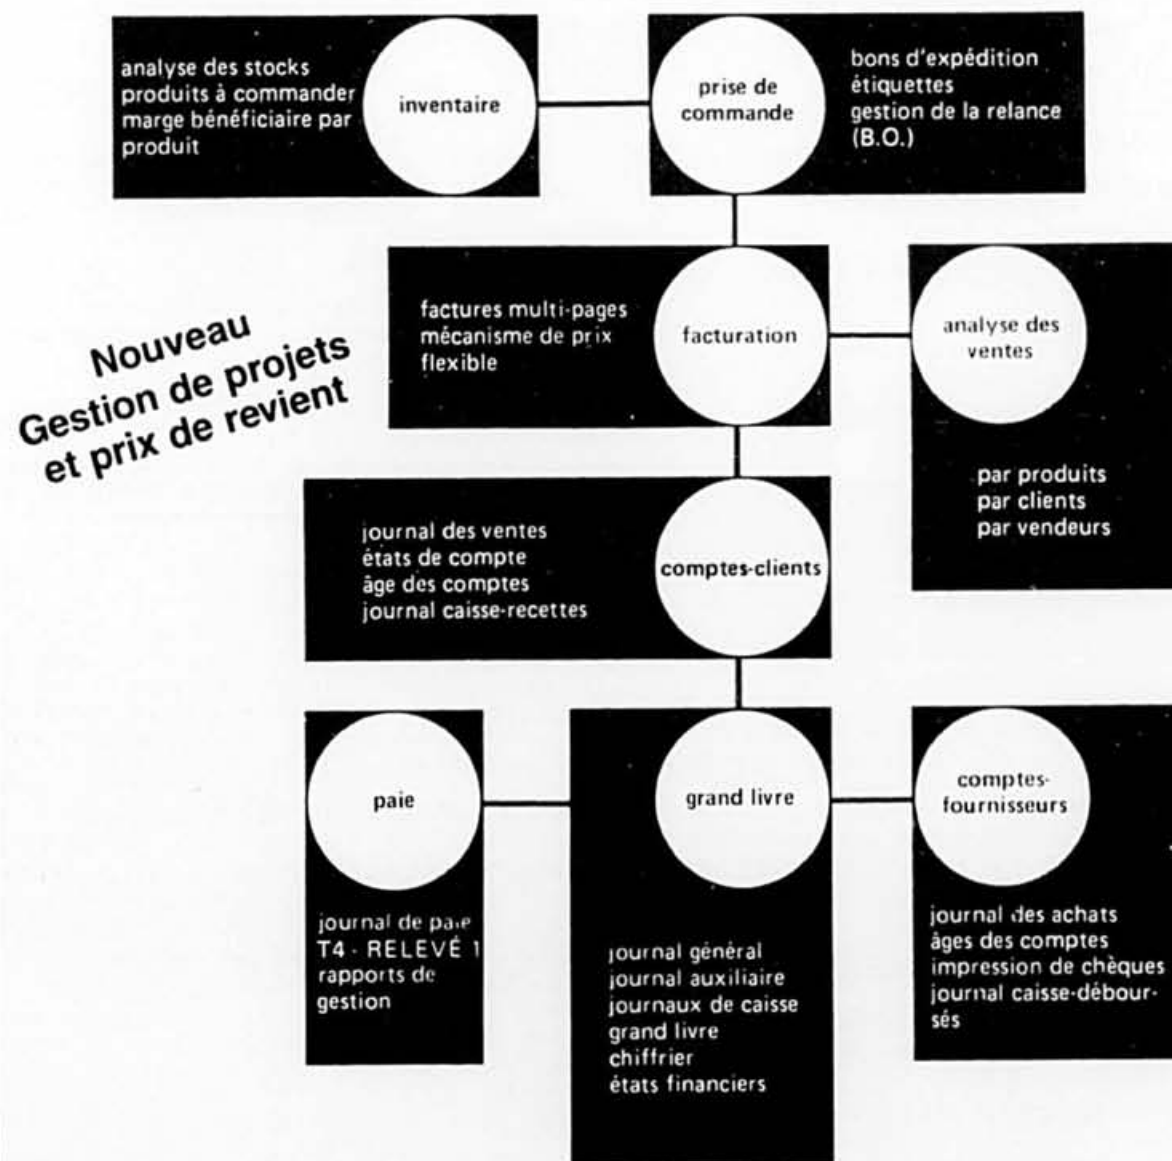 analyse des stocks
produits à commander
marge bénéficiaire par
produit
inventaire
prise de
commande
bons d'expédition
étiquettes
gestion de la relance
(B.O.)
Nouveau
Gestion de projets
et prix de revient
factures multi-pages
mécanisme de prix
flexible
facturation
analyse des
ventes
par produits
par clients
par vendeurs
journal des ventes
états de compte
âge des comptes
journal caisse-recettes
comptes-clients
paie
journal de paie
T4 - RELEVÉ 1
rapports de
gestion
grand livre
journal général
journal auxiliaire
journaux de caisse
grand livre
chiffrier
états financiers
comptes-
fournisseurs
journal des achats
âges des comptes
impression de chèques
journal caisse-débour-
sés